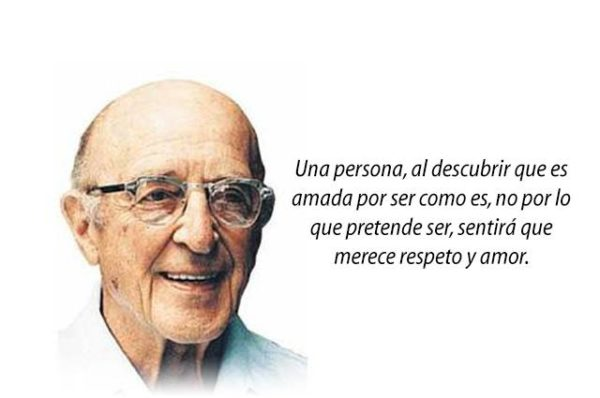 Una persona, al descubrir que es
amada por ser como es, no por lo
que pretende ser, sentirá que
merece respeto y amor.